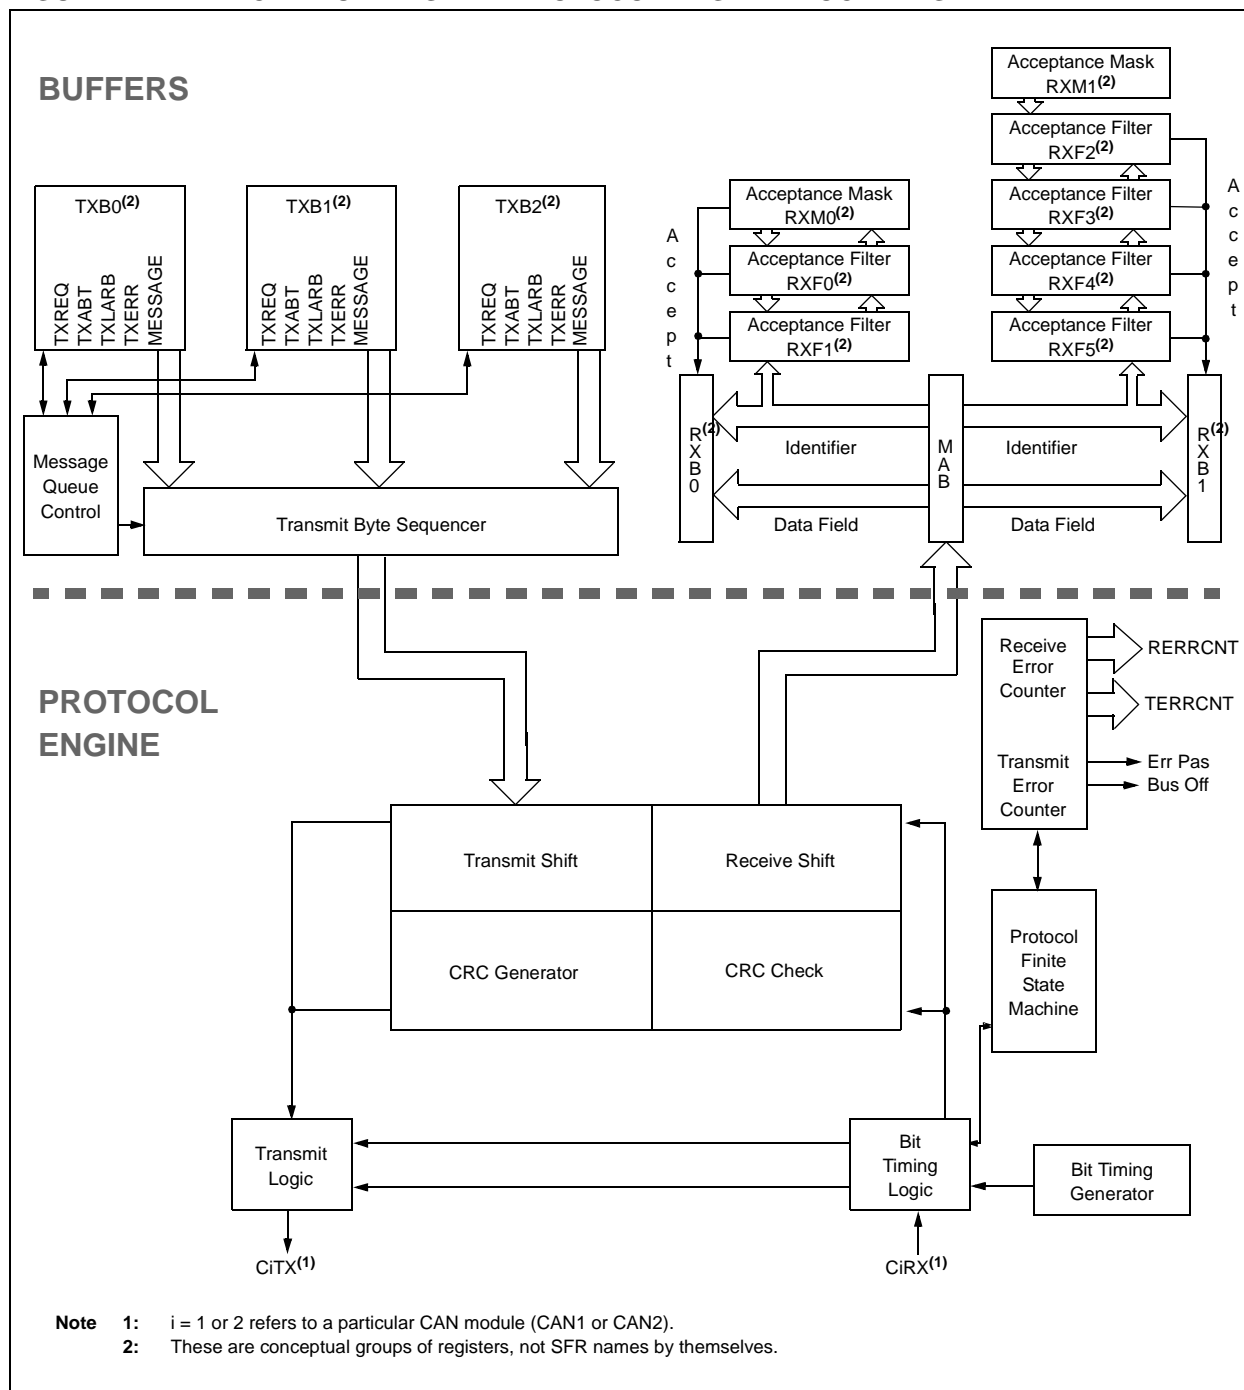 BUFFERS
Acceptance Mask
RXM1(2)
Acceptance Filter
RXF2(2)
Acceptance Filter
RXF3(2)
Acceptance Filter
RXF4(2)
Acceptance Filter
RXF5(2)
Accept
Acceptance Mask
RXM0(2)
Acceptance Filter
RXF0(2)
Acceptance Filter
RXF1(2)
Accept
TXB0(2)
TXREQ
TXABT
TXLARB
TXERR
MESSAGE
TXB1(2)
TXREQ
TXABT
TXLARB
TXERR
MESSAGE
TXB2(2)
TXREQ
TXABT
TXLARB
TXERR
MESSAGE
Message
Queue
Control
Transmit Byte Sequencer
RXB0(2)
Identifier
Data Field
MAB
Identifier
Data Field
RXB1(2)
PROTOCOL
ENGINE
Receive
Error
Counter
RERRCNT
TERRCNT
Transmit
Error
Counter
Err Pas
Bus Off
Transmit Shift
Receive Shift
CRC Generator
CRC Check
Protocol
Finite
State
Machine
Transmit
Logic
Bit
Timing
Logic
Bit Timing
Generator
CiTX(1)
CiRX(1)
Note 1: i = 1 or 2 refers to a particular CAN module (CAN1 or CAN2).
2: These are conceptual groups of registers, not SFR names by themselves.